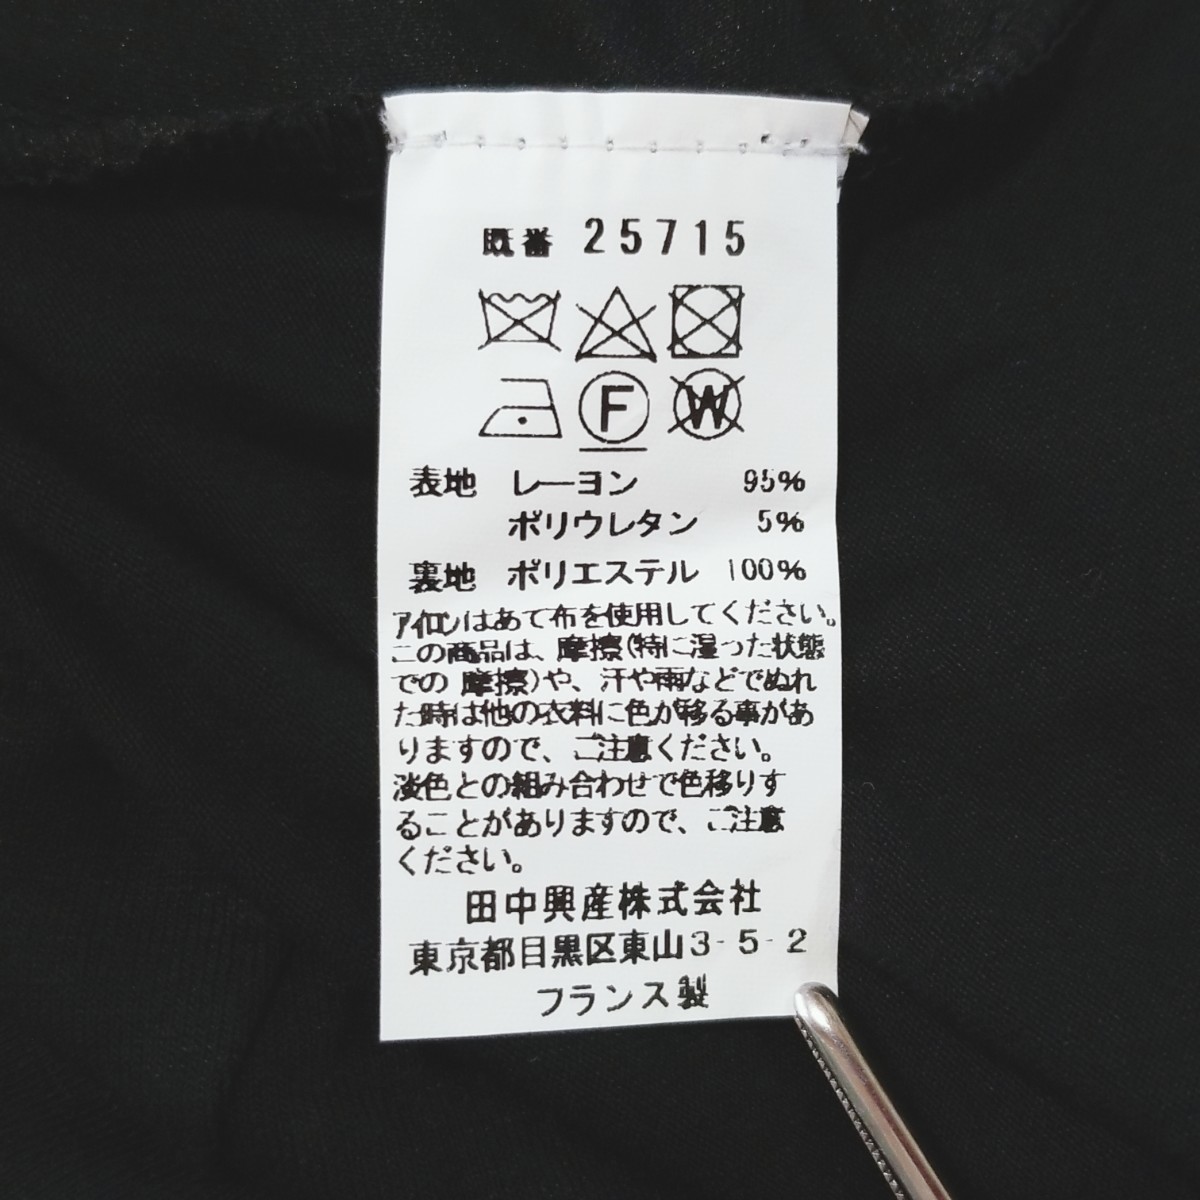 既番 25715
F W
表地 レーヨン 95%
ポリウレタン 5%
裏地 ポリエステル 100%
アイロンはあて布を使用してください。
この商品は、摩擦(特に湿った状態
での 摩擦)や、汗や雨などでぬれ
た時は他の衣料に色が移る事があ
りますので、ご注意ください。
淡色との組み合わせで色移りす
ることがありますので、ご注意
ください。
田中興産株式会社
東京都目黒区東山3-5-2
フランス製